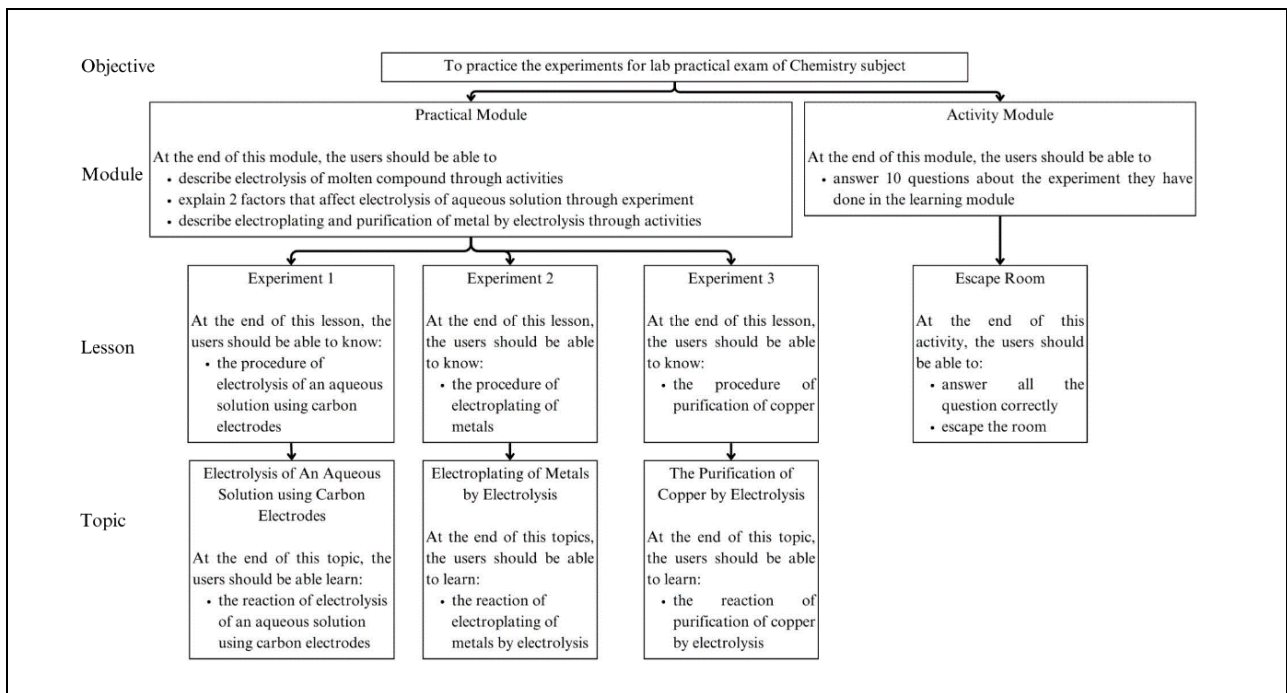 Objective
To practice the experiments for lab practical exam of Chemistry subject
Module
Practical Module
At the end of this module, the users should be able to
• describe electrolysis of molten compound through activities
• explain 2 factors that affect electrolysis of aqueous solution through experiment
• describe electroplating and purification of metal by electrolysis through activities
Activity Module
At the end of this module, the users should be able to
• answer 10 questions about the experiment they have
done in the learning module
Lesson
Experiment 1
At the end of this lesson, the
users should be able to know:
• the procedure of
electrolysis of an aqueous
solution using carbon
electrodes
Experiment 2
At the end of this lesson,
the users should be able
to know:
• the procedure of
electroplating of
metals
Experiment 3
At the end of this lesson,
the users should be able
to know:
• the procedure of
purification of copper
Escape Room
At the end of this
activity, the users should
be able to:
• answer all the
question correctly
• escape the room
Topic
Electrolysis of An Aqueous
Solution using Carbon
Electrodes
At the end of this topic, the
users should be able learn:
• the reaction of electrolysis
of an aqueous solution
using carbon electrodes
Electroplating of Metals
by Electrolysis
At the end of this topics,
the users should be able
to learn:
• the reaction of
electroplating of
metals by electrolysis
The Purification of
Copper by Electrolysis
At the end of this topic,
the users should be able
to learn:
• the reaction of
purification of copper
by electrolysis